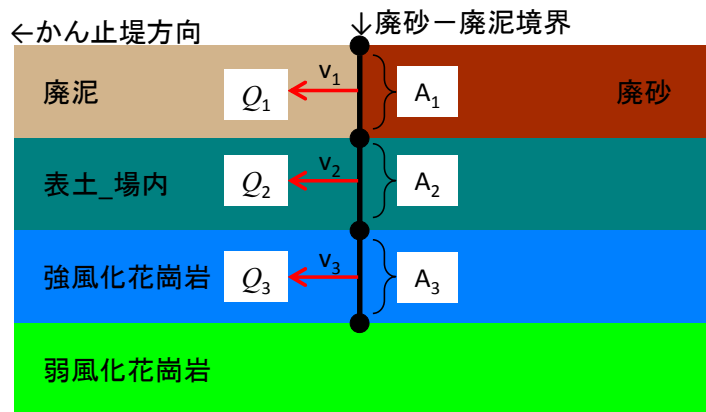 ←かん止堤方向
↓廃砂－廃泥境界
廃泥
Q1
v1
A1
廃砂
表土_場内
Q2
v2
A2
強風化花崗岩
Q3
v3
A3
弱風化花崗岩